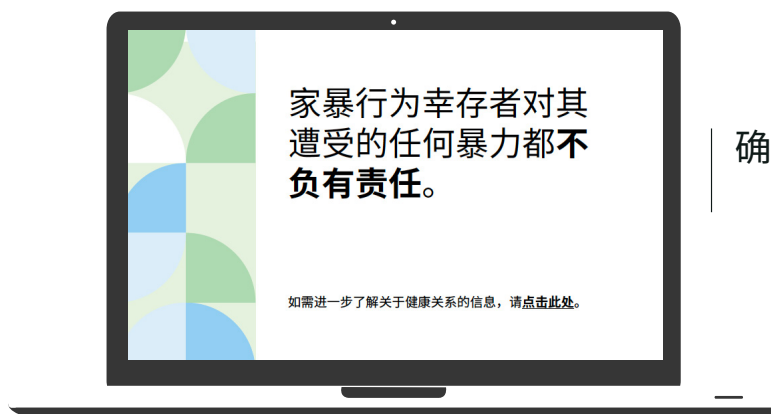 家暴行为幸存者对其
遭受的任何暴力都不
负有责任。
如需进一步了解关于健康关系的信息，请点击此处。
确